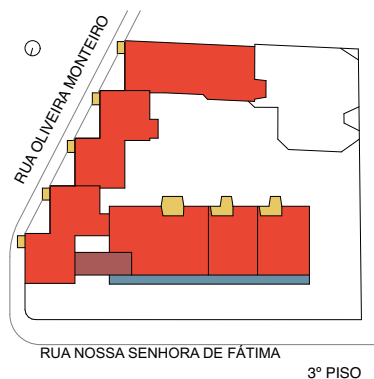 RUA OLIVEIRA MONTEIRO
RUA NOSSA SENHORA DE FÁTIMA
3º PISO